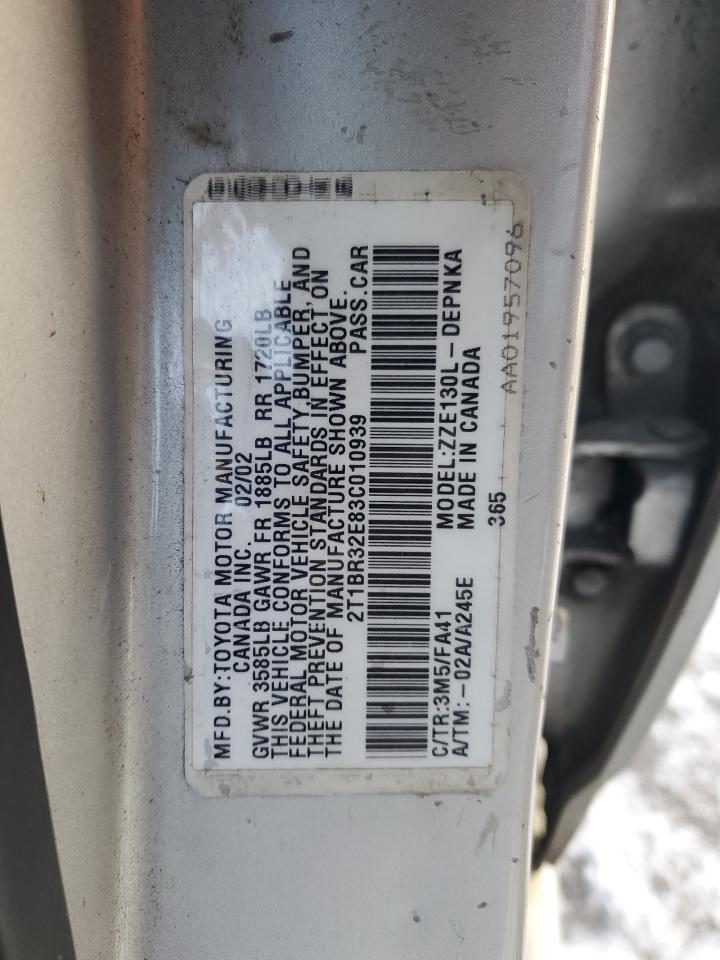 MFD.BY:TOYOTA MOTOR MANUFACTURING
CANADA INC. 02/02
GVWR 3585LB GAWR FR 1885LB RR 1720LB
THIS VEHICLE CONFORMS TO ALL APPLICABLE
FEDERAL MOTOR VEHICLE SAFETY,BUMPER, AND
THEFT PREVENTION STANDARDS IN EFFECT ON
THE DATE OF MANUFACTURE SHOWN ABOVE.
2T1BR32E83C010939 PASS.CAR
C/TR:3M5/FA41 MODEL:ZZE130L-DEPNKA
A/TM:-02A/A245E MADE IN CANADA
365
AA01957096